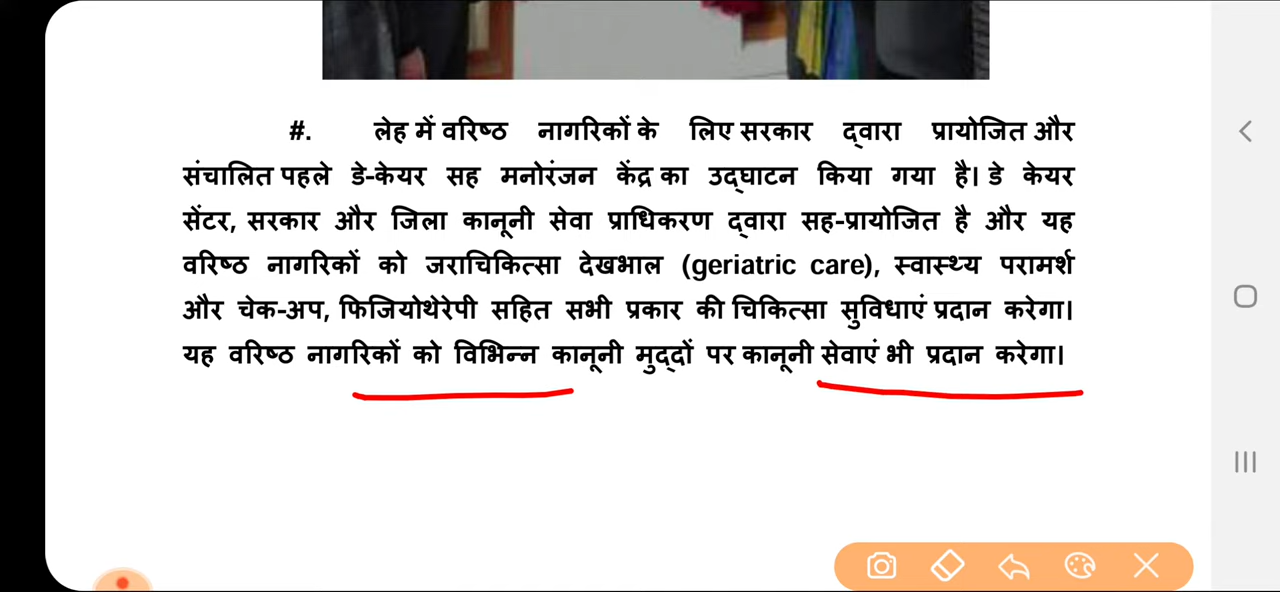 #. लेह में वरिष्ठ नागरिकों के लिए सरकार द्वारा प्रायोजित और
संचालित पहले डे-केयर सह मनोरंजन केंद्र का उद्घाटन किया गया है। डे केयर
सेंटर, सरकार और जिला कानूनी सेवा प्राधिकरण द्वारा सह-प्रायोजित है और यह
वरिष्ठ नागरिकों को जराचिकित्सा देखभाल (geriatric care), स्वास्थ्य परामर्श
और चेक-अप, फिजियोथेरेपी सहित सभी प्रकार की चिकित्सा सुविधाएं प्रदान करेगा।
यह वरिष्ठ नागरिकों को विभिन्न कानूनी मुद्दों पर कानूनी सेवाएं भी प्रदान करेगा।